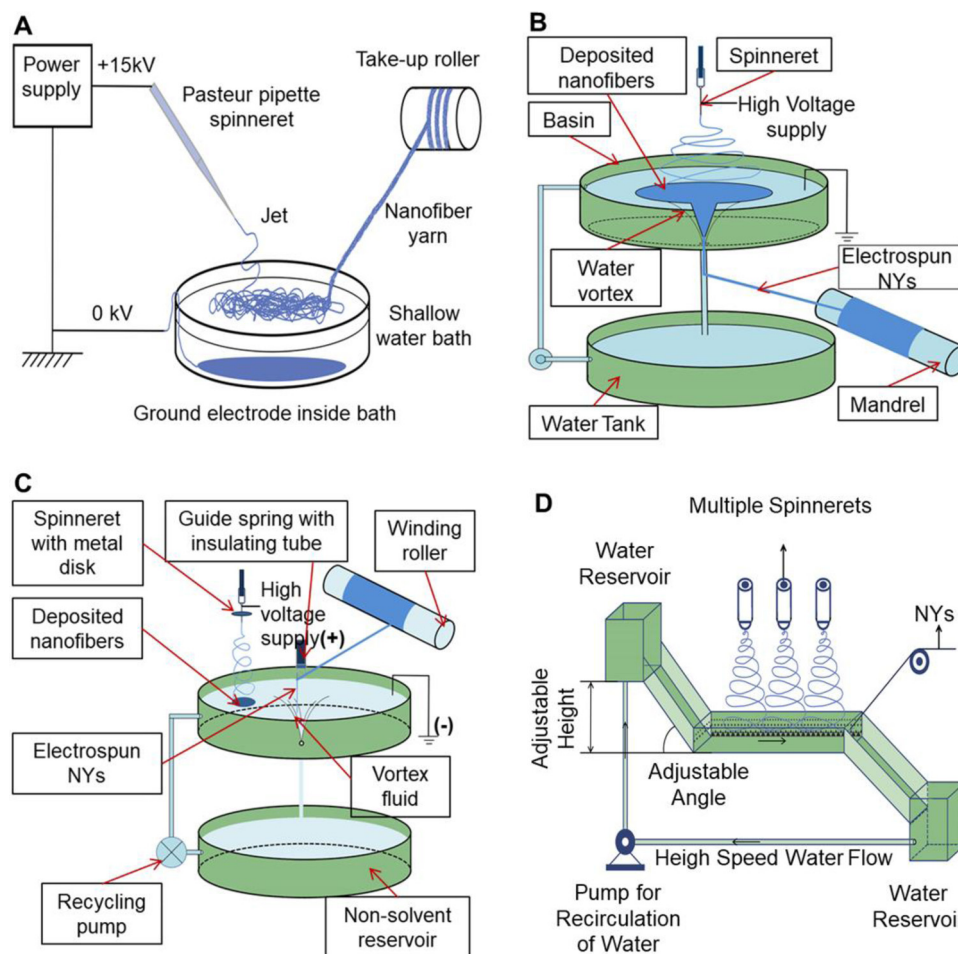 A
Power
supply
+15kV
Pasteur pipette
spinneret
Take-up roller
Jet
Nanofiber
yarn
0 kV
Shallow
water bath
Ground electrode inside bath
B
Deposited
nanofibers
Spinneret
High Voltage
supply
Basin
Water
vortex
Electrospun
NYs
Water Tank
Mandrel
C
Spinneret
with metal
disk
Guide spring with
insulating tube
Winding
roller
High
voltage
supply(+)
Deposited
nanofibers
(-)
Electrospun
NYs
Vortex
fluid
Recycling
pump
Non-solvent
reservoir
D
Multiple Spinnerets
Water
Reservoir
NYs
Adjustable
Height
Adjustable
Angle
Heigh Speed Water Flow
Pump for
Recirculation
of Water
Water
Reservoi